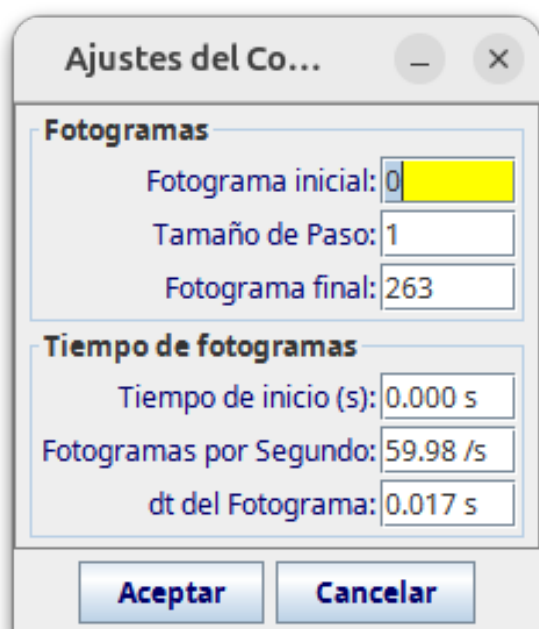 Ajustes del Co...
Fotogramas
Fotograma inicial: 0
Tamaño de Paso: 1
Fotograma final: 263
Tiempo de fotogramas
Tiempo de inicio (s): 0.000 s
Fotogramas por Segundo: 59.98 /s
dt del Fotograma: 0.017 s
Aceptar Cancelar